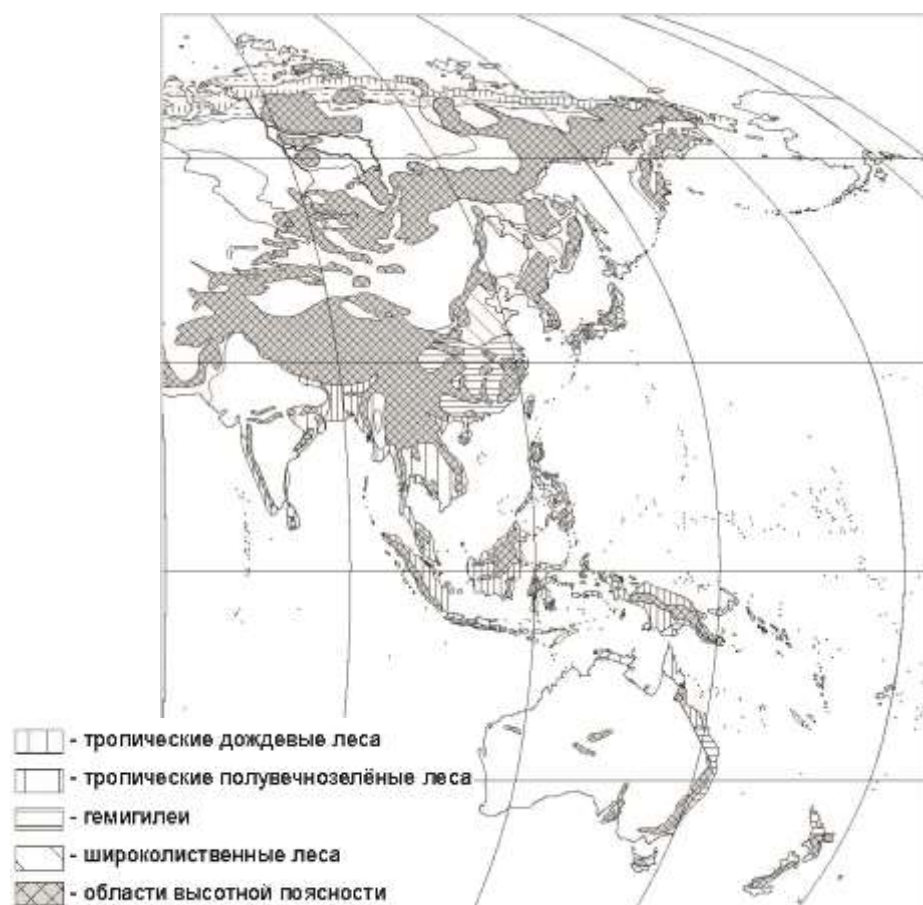 - тропические дождевые леса
- тропические полувечнозелёные леса
- гемигилеи
- широколиственные леса
- области высотной поясности